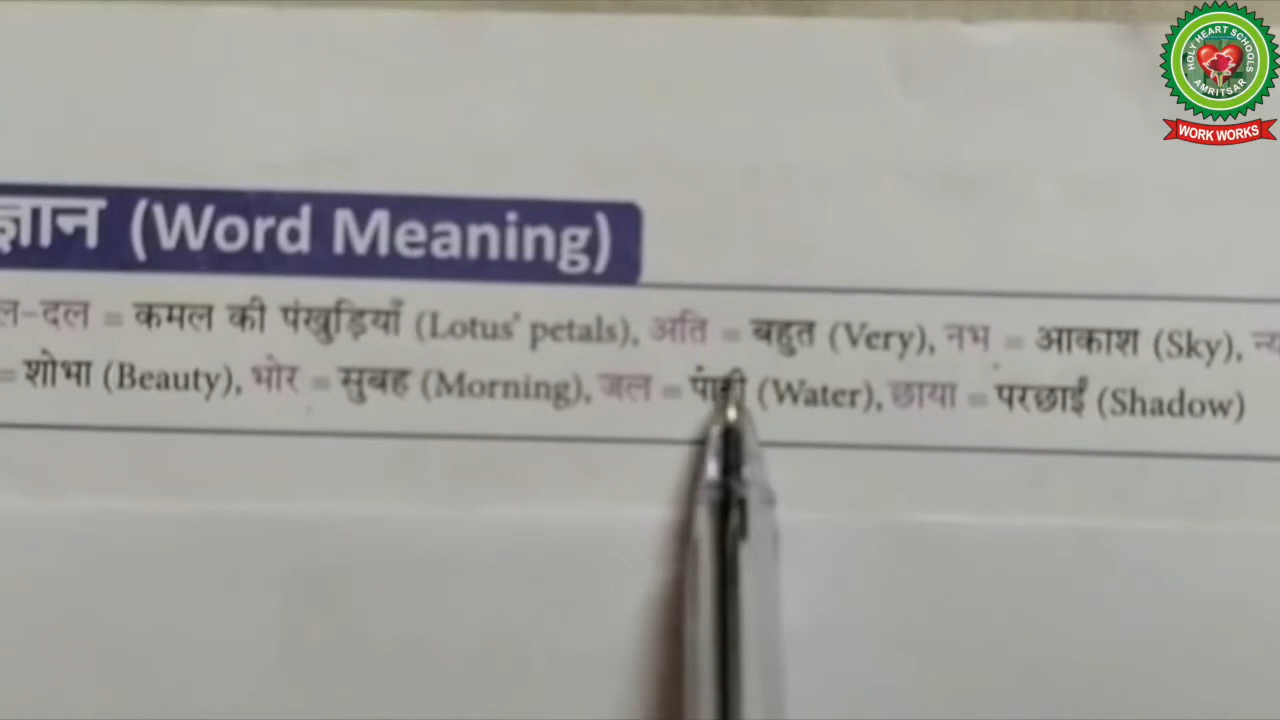 HOLY HEART SCHOOLS
AMRITSAR
WORK WORKS
ज्ञान (Word Meaning)
ल-दल = कमल की पंखुड़ियाँ (Lotus' petals), अति = बहुत (Very), नभ = आकाश (Sky),
= शोभा (Beauty), भोर = सुबह (Morning), जल = (Water), छाया = परछाईं (Shadow)